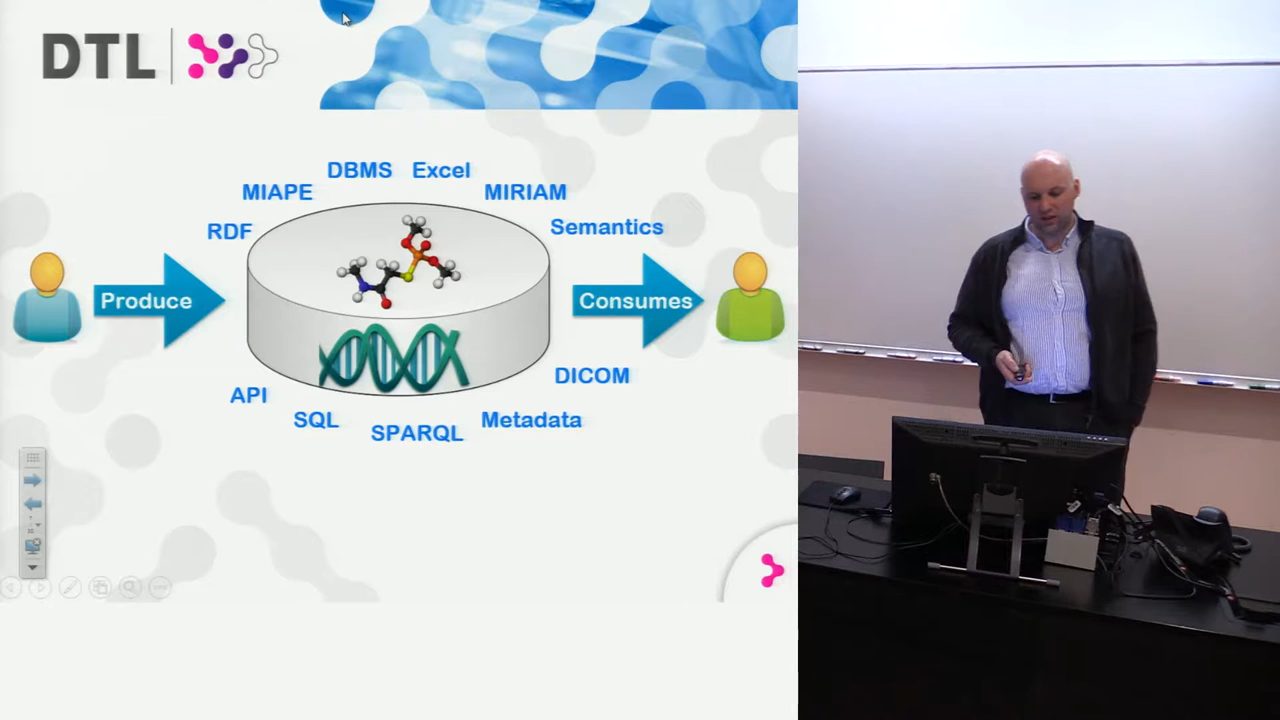 DTL
DBMS Excel
MIAPE MIRIAM
RDF Semantics
Produce Consumes
API DICOM
SQL SPARQL Metadata